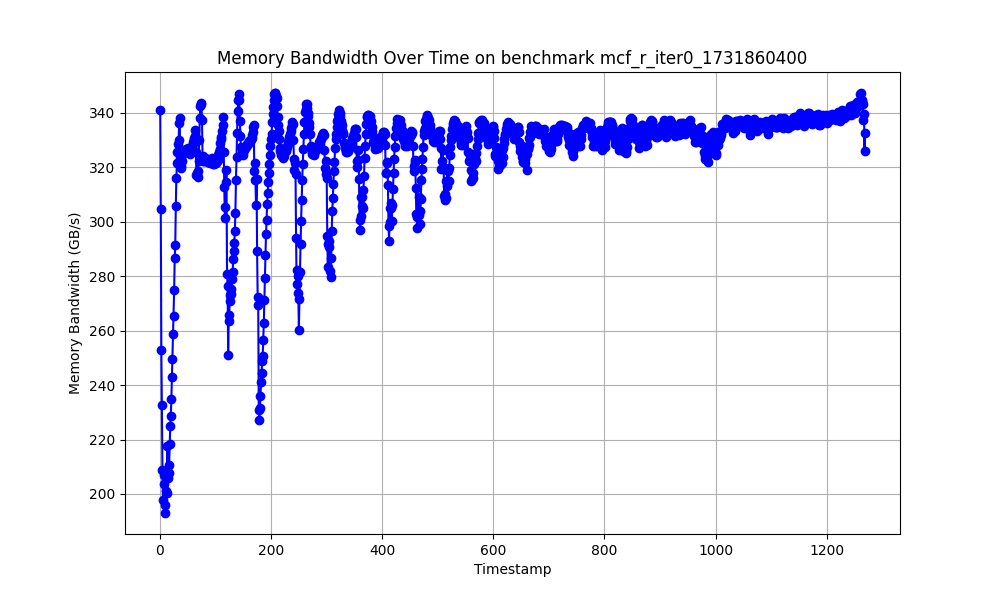 Memory Bandwidth Over Time on benchmark mcf_r_iter0_1731860400
Memory Bandwidth (GB/s)
340
320
300
280
260
240
220
200
0 200 400 600 800 1000 1200
Timestamp